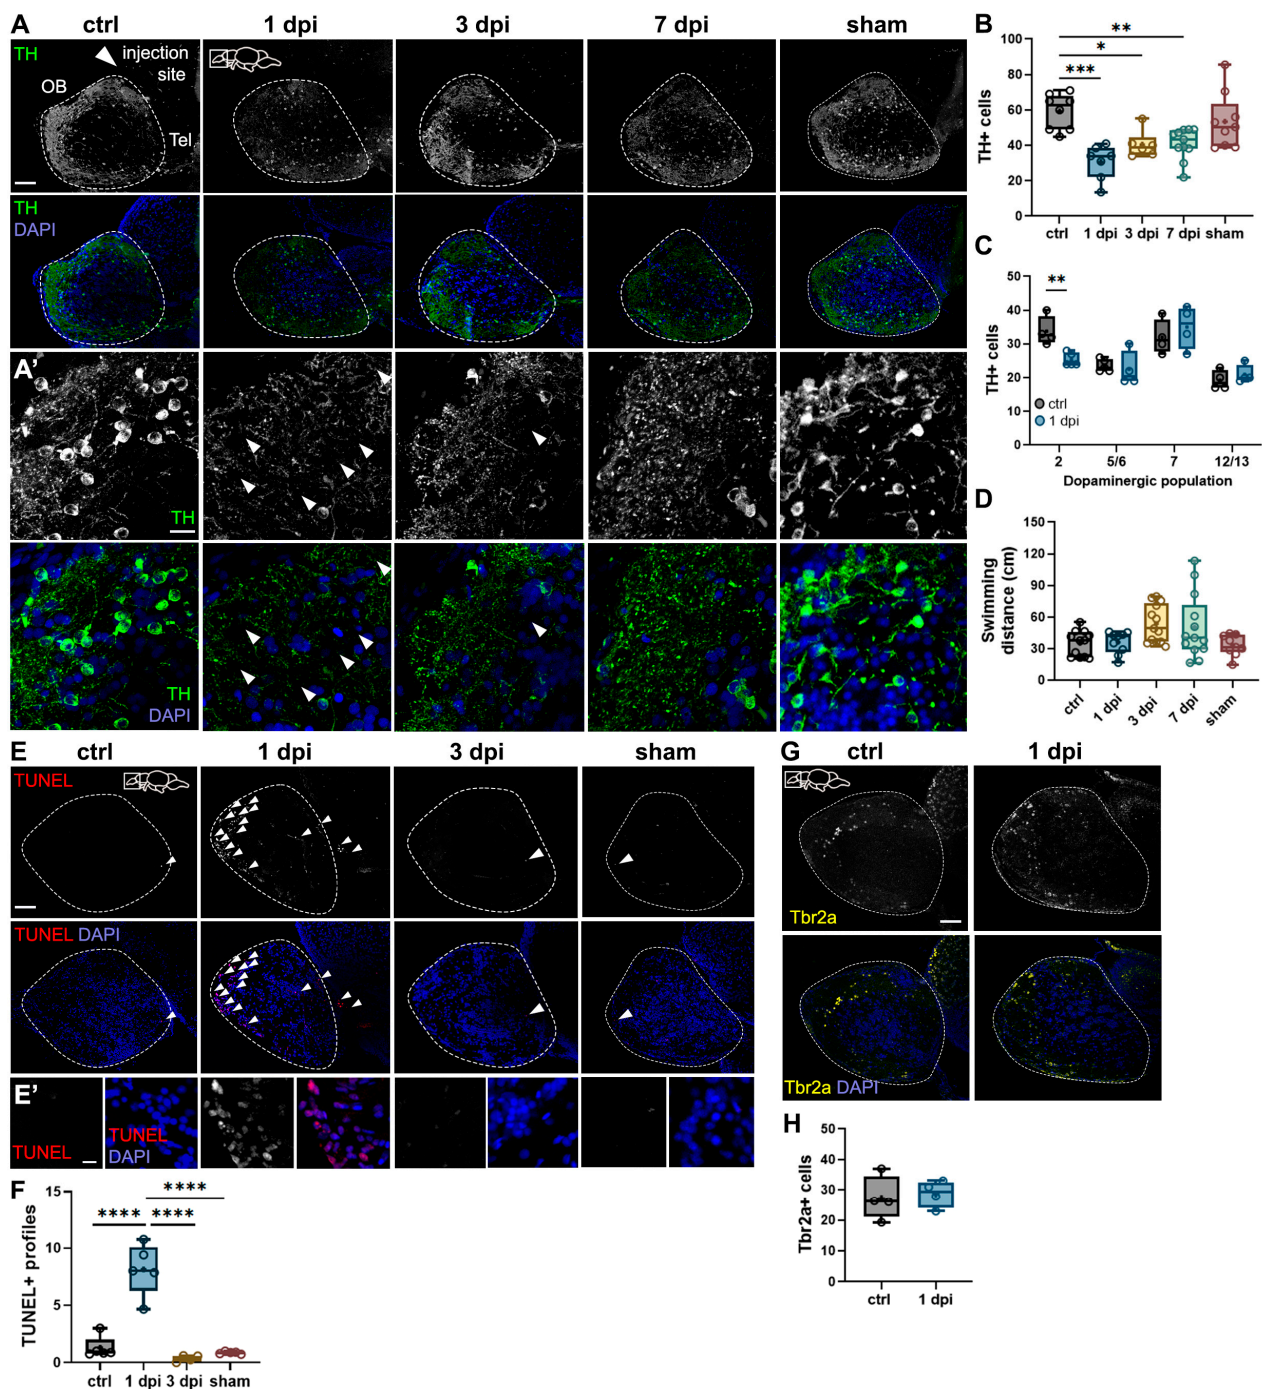 A
ctrl
1 dpi
3 dpi
7 dpi
sham
TH
injection
site
OB
Tel
TH
DAPI
A'
TH
TH
DAPI
B
TH+ cells
100
80
60
40
20
0
***
*
**
ctrl
1 dpi
3 dpi
7 dpi
sham
C
TH+ cells
50
40
30
20
10
0
**
ctrl
1 dpi
2
5/6
7
12/13
Dopaminergic population
D
Swimming
distance (cm)
150
120
90
60
30
0
ctrl
1 dpi
3 dpi
7 dpi
sham
E
ctrl
1 dpi
3 dpi
sham
TUNEL
TUNEL DAPI
E'
TUNEL
TUNEL
DAPI
F
TUNEL+ profiles
15
10
5
0
****
****
****
ctrl
1 dpi
3 dpi
sham
G
ctrl
1 dpi
Tbr2a
Tbr2a DAPI
H
Tbr2a+ cells
50
40
30
20
10
0
ctrl
1 dpi